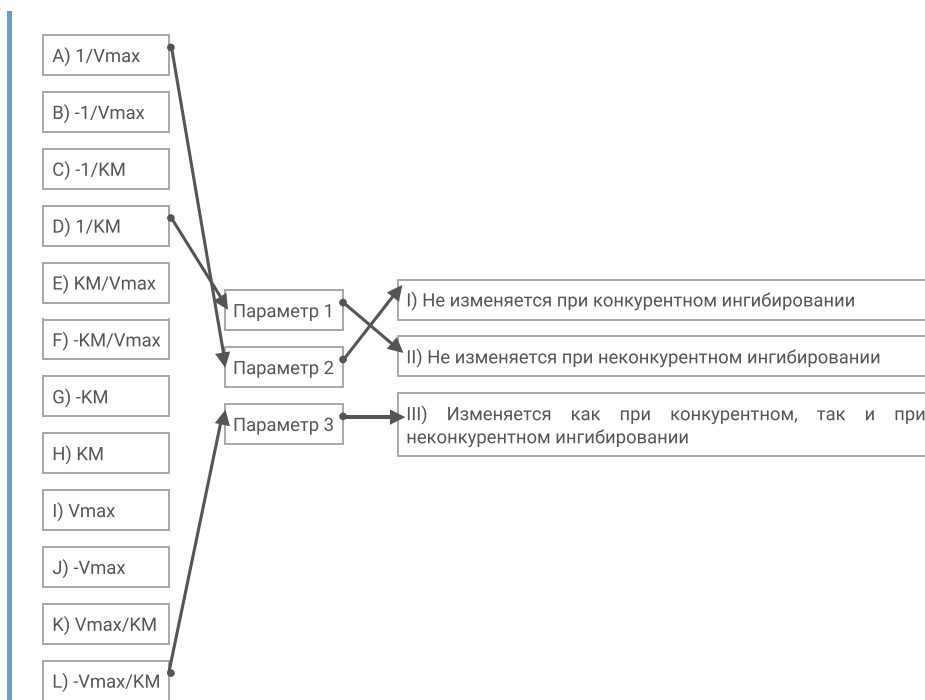 A) 1/Vmax
B) -1/Vmax
C) -1/KM
D) 1/KM
E) KM/Vmax
F) -KM/Vmax
G) -KM
H) KM
I) Vmax
J) -Vmax
K) Vmax/KM
L) -Vmax/KM
Параметр 1
Параметр 2
Параметр 3
I) Не изменяется при конкурентном ингибировании
II) Не изменяется при неконкурентном ингибировании
III) Изменяется как при конкурентном, так и при
неконкурентном ингибировании